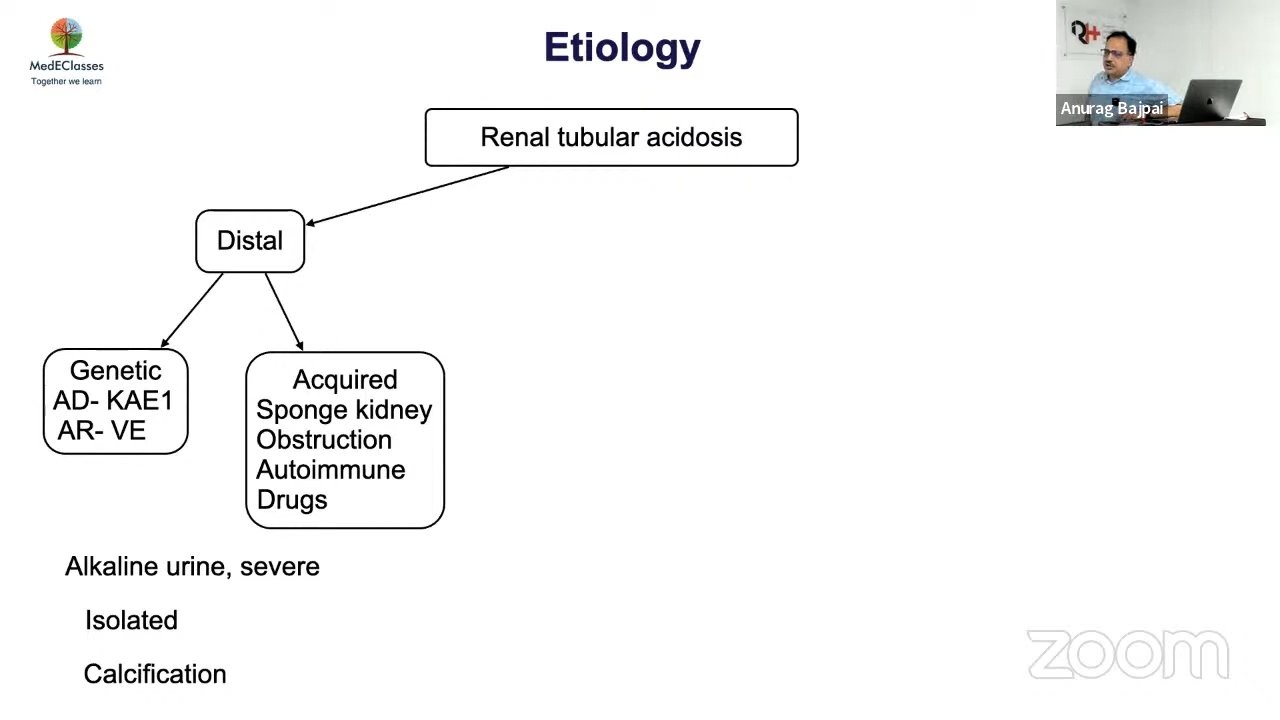 MedEClasses
Together we learn
Etiology
Anurag Bajpai
Renal tubular acidosis
Distal
Genetic
AD- KAE1
AR- VE
Acquired
Sponge kidney
Obstruction
Autoimmune
Drugs
Alkaline urine, severe
Isolated
Calcification
zoom